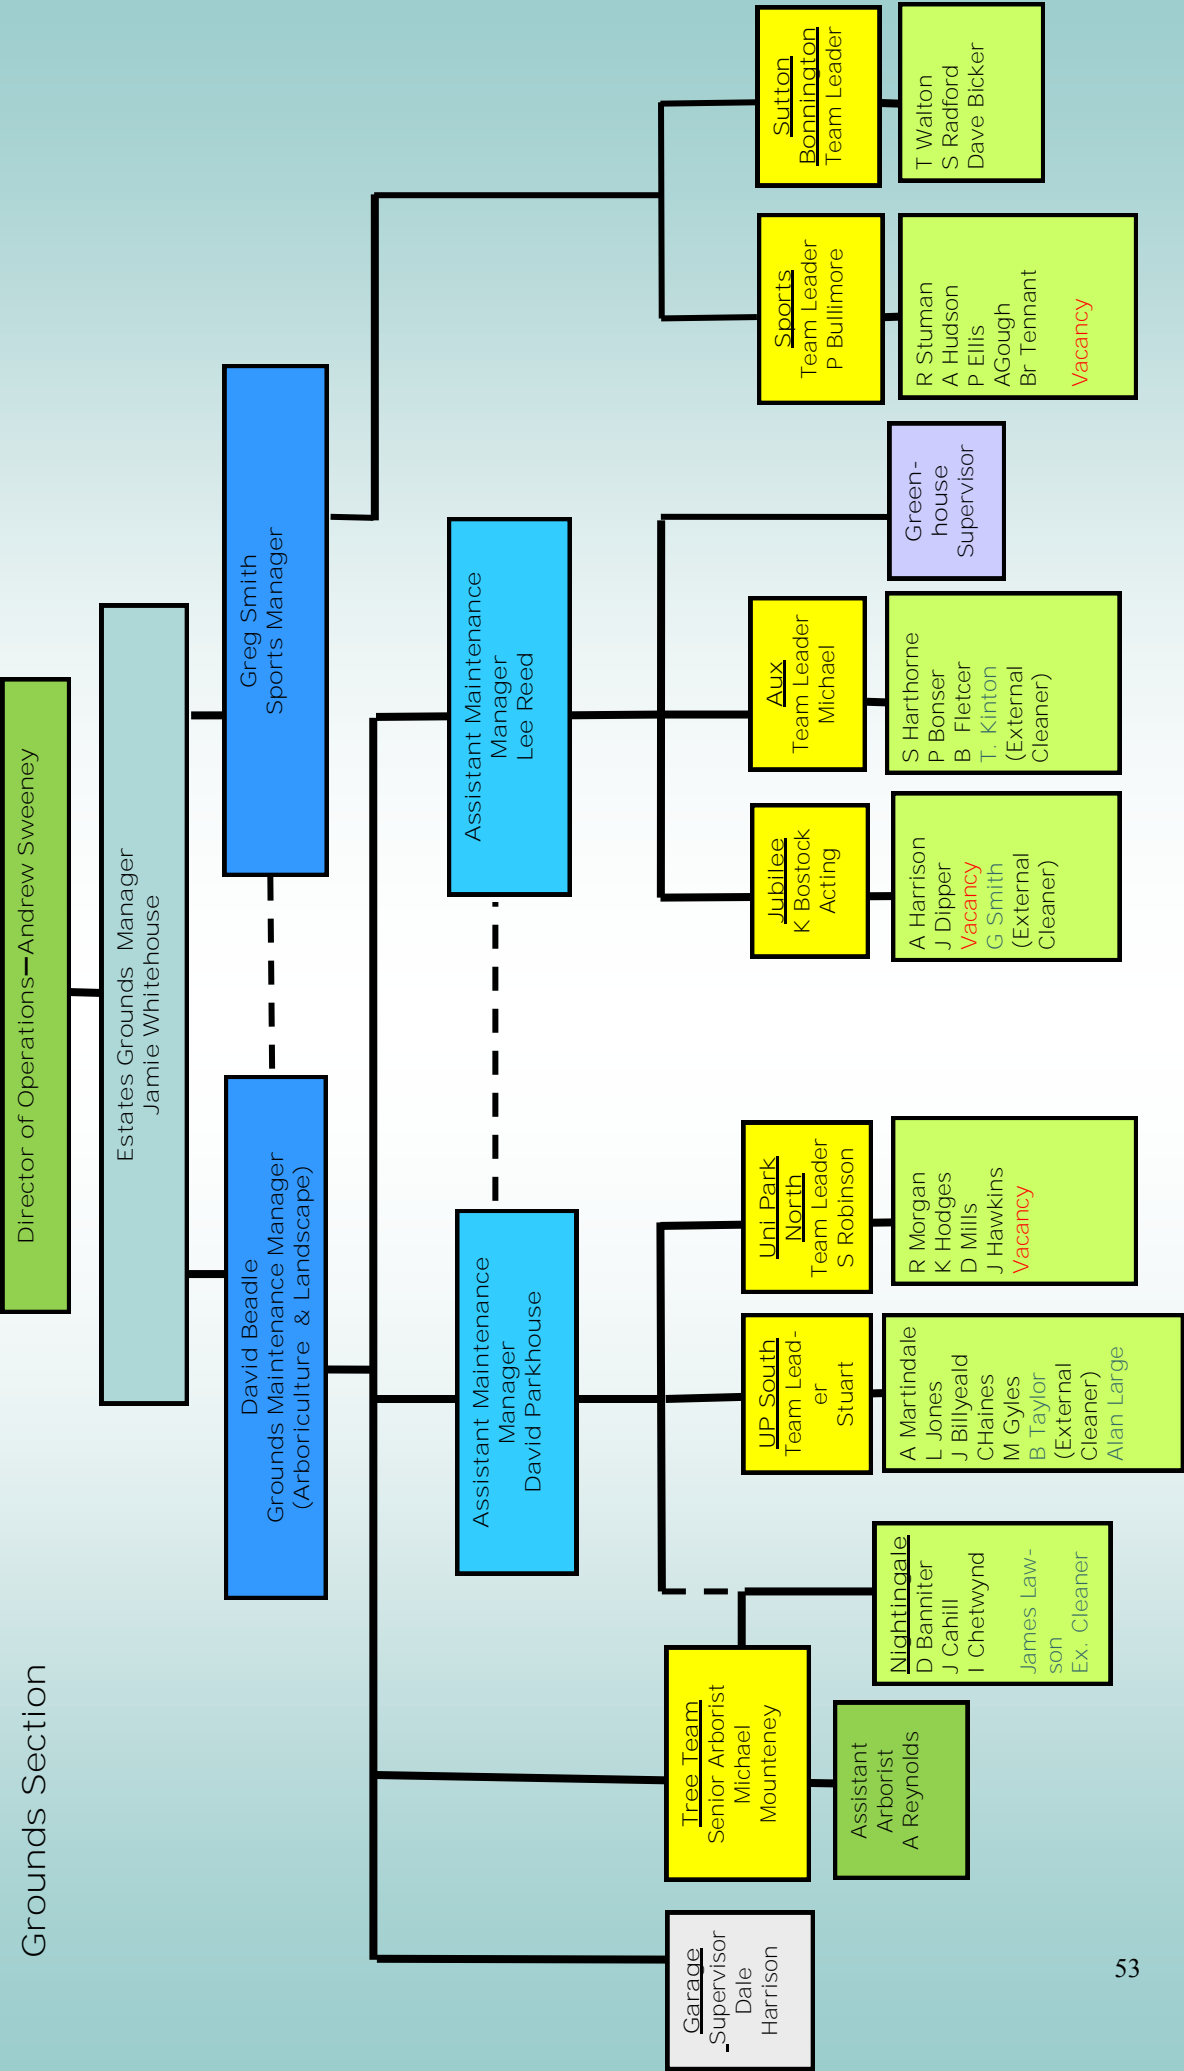 Grounds Section
Director of Operations—Andrew Sweeney
Estates Grounds  Manager
Jamie Whitehouse
David Beadle
Grounds Maintenance Manager
(Arboriculture  & Landscape)
Greg Smith
Sports Manager
Assistant Maintenance
Manager
David Parkhouse
Assistant Maintenance
Manager
Lee Reed
Garage
Supervisor
Dale
Harrison
Tree Team
Senior Arborist
Michael
Mounteney
Assistant
Arborist
A Reynolds
Nightingale
D Banniter
J Cahill
I Chetwynd
James Law-
son
Ex. Cleaner
UP South
Team Lead-
er
Stuart
A Martindale
L Jones
J Billyeald
CHaines
M Gyles
B Taylor
(External
Cleaner)
Alan Large
Uni Park
North
Team Leader
S Robinson
R Morgan
K Hodges
D Mills
J Hawkins
Vacancy
Jubilee
K Bostock
Acting
A Harrison
J Dipper
Vacancy
G Smith
(External
Cleaner)
Aux
Team Leader
Michael
S Harthorne
P Bonser
B  Fletcer
T. Kinton
(External
Cleaner)
Green-
house
Supervisor
Sports
Team Leader
P Bullimore
R Stuman
A Hudson
P Ellis
AGough
Br Tennant
Vacancy
Sutton
Bonnington
Team Leader
T Walton
S Radford
Dave Bicker
53